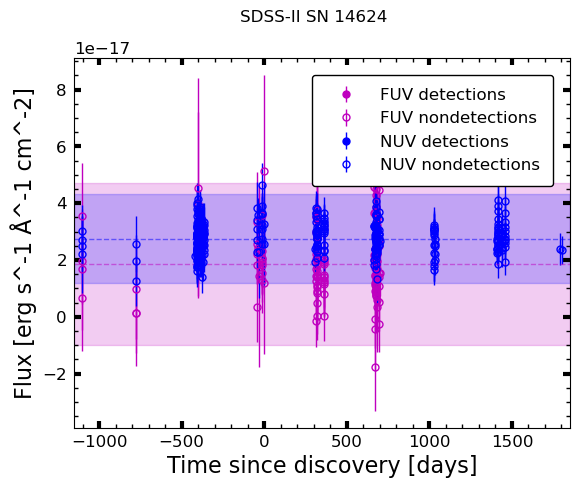 SDSS-II SN 14624
1e−17
FUV detections
FUV nondetections
NUV detections
NUV nondetections
8
6
4
2
0
−2
Flux [erg s^-1 Å^-1 cm^-2]
−1000 −500 0 500 1000 1500
Time since discovery [days]